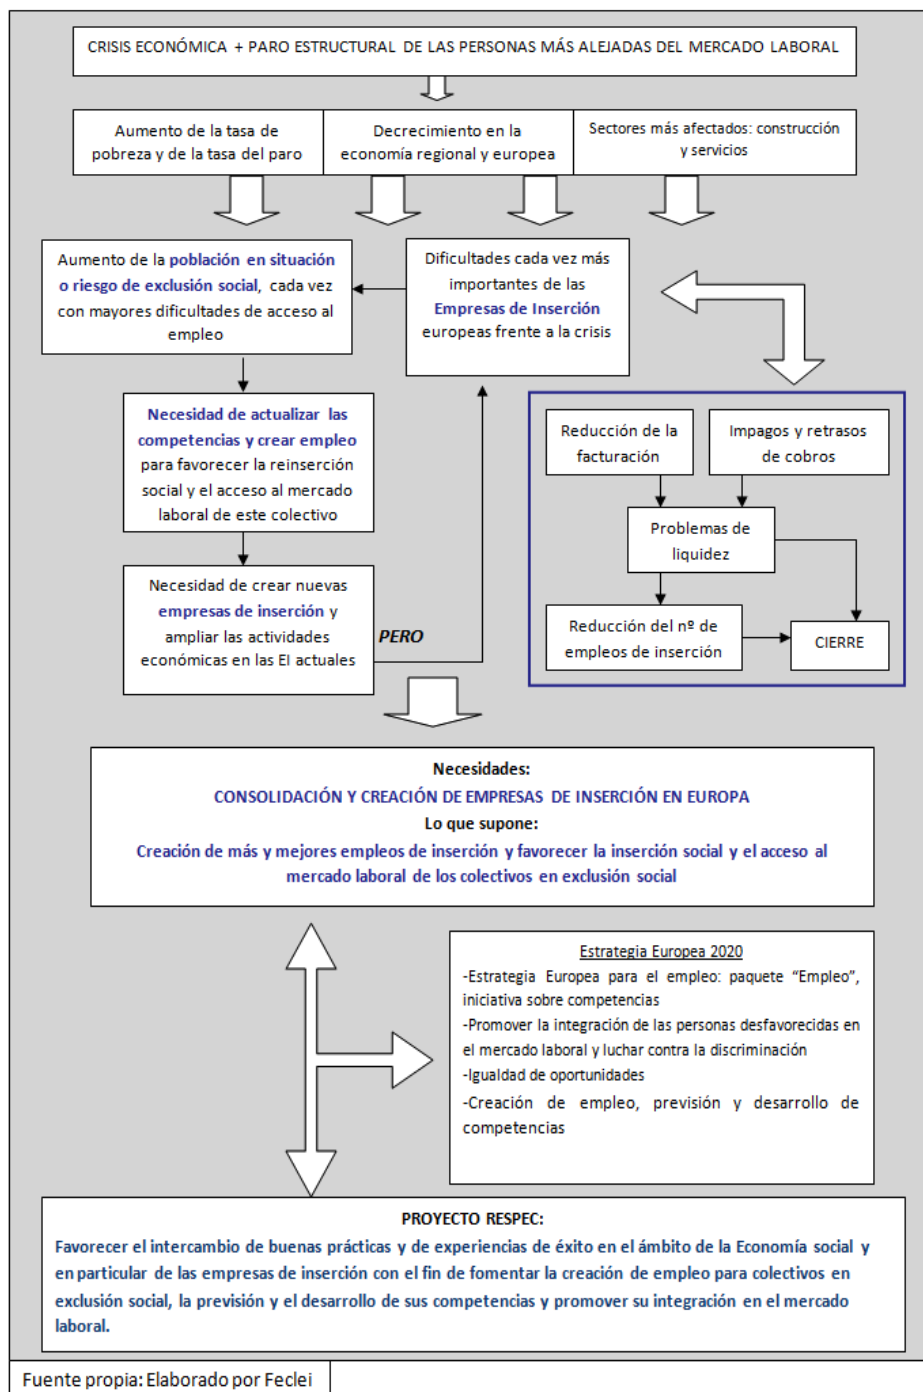 CRISIS ECONÓMICA + PARO ESTRUCTURAL DE LAS PERSONAS MÁS ALEJADAS DEL MERCADO LABORAL
Aumento de la tasa de
pobreza y de la tasa del paro
Decrecimiento en la
economía regional y europea
Sectores más afectados: construcción
y servicios
Aumento de la población en situación
o riesgo de exclusión social, cada vez
con mayores dificultades de acceso al
empleo
Dificultades cada vez más
importantes de las
Empresas de Inserción
europeas frente a la crisis
Necesidad de actualizar las
competencias y crear empleo
para favorecer la reinserción
social y el acceso al mercado
laboral de este colectivo
Reducción de la
facturación
Impagos y retrasos
de cobros
Problemas de
liquidez
Necesidad de crear nuevas
empresas de inserción y
ampliar las actividades
económicas en las EI actuales
PERO
Reducción del nº de
empleos de inserción
CIERRE
Necesidades:
CONSOLIDACIÓN Y CREACIÓN DE EMPRESAS DE INSERCIÓN EN EUROPA
Lo que supone:
Creación de más y mejores empleos de inserción y favorecer la inserción social y el acceso al
mercado laboral de los colectivos en exclusión social
Estrategia Europea 2020
-Estrategia Europea para el empleo: paquete “Empleo”,
iniciativa sobre competencias
-Promover la integración de las personas desfavorecidas en
el mercado laboral y luchar contra la discriminación
-Igualdad de oportunidades
-Creación de empleo, previsión y desarrollo de
competencias
PROYECTO RESPEC:
Favorecer el intercambio de buenas prácticas y de experiencias de éxito en el ámbito de la Economía social y
en particular de las empresas de inserción con el fin de fomentar la creación de empleo para colectivos en
exclusión social, la previsión y el desarrollo de sus competencias y promover su integración en el mercado
laboral.
Fuente propia: Elaborado por Feclei